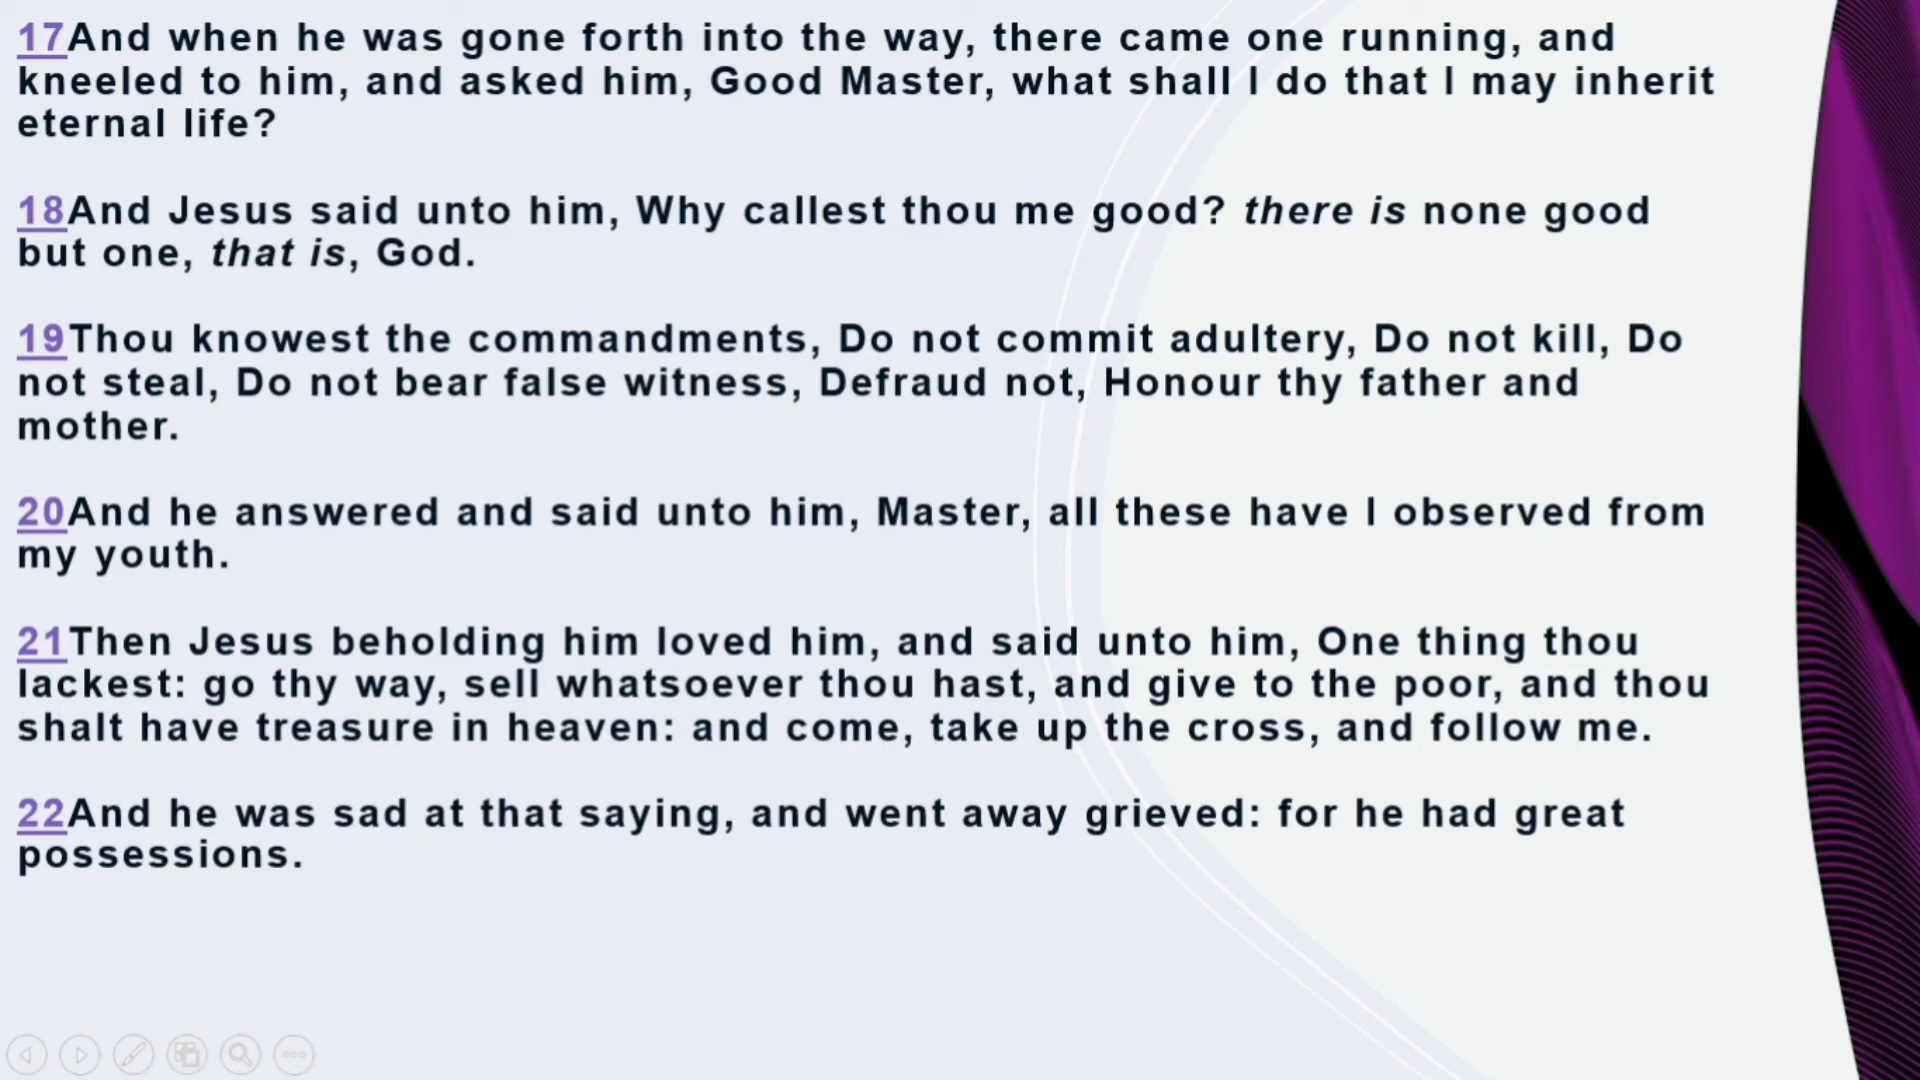 17And when he was gone forth into the way, there came one running, and
kneeled to him, and asked him, Good Master, what shall I do that I may inherit
eternal life?
18And Jesus said unto him, Why callest thou me good? there is none good
but one, that is, God.
19Thou knowest the commandments, Do not commit adultery, Do not kill, Do
not steal, Do not bear false witness, Defraud not, Honour thy father and
mother.
20And he answered and said unto him, Master, all these have I observed from
my youth.
21Then Jesus beholding him loved him, and said unto him, One thing thou
lackest: go thy way, sell whatsoever thou hast, and give to the poor, and thou
shalt have treasure in heaven: and come, take up the cross, and follow me.
22And he was sad at that saying, and went away grieved: for he had great
possessions.